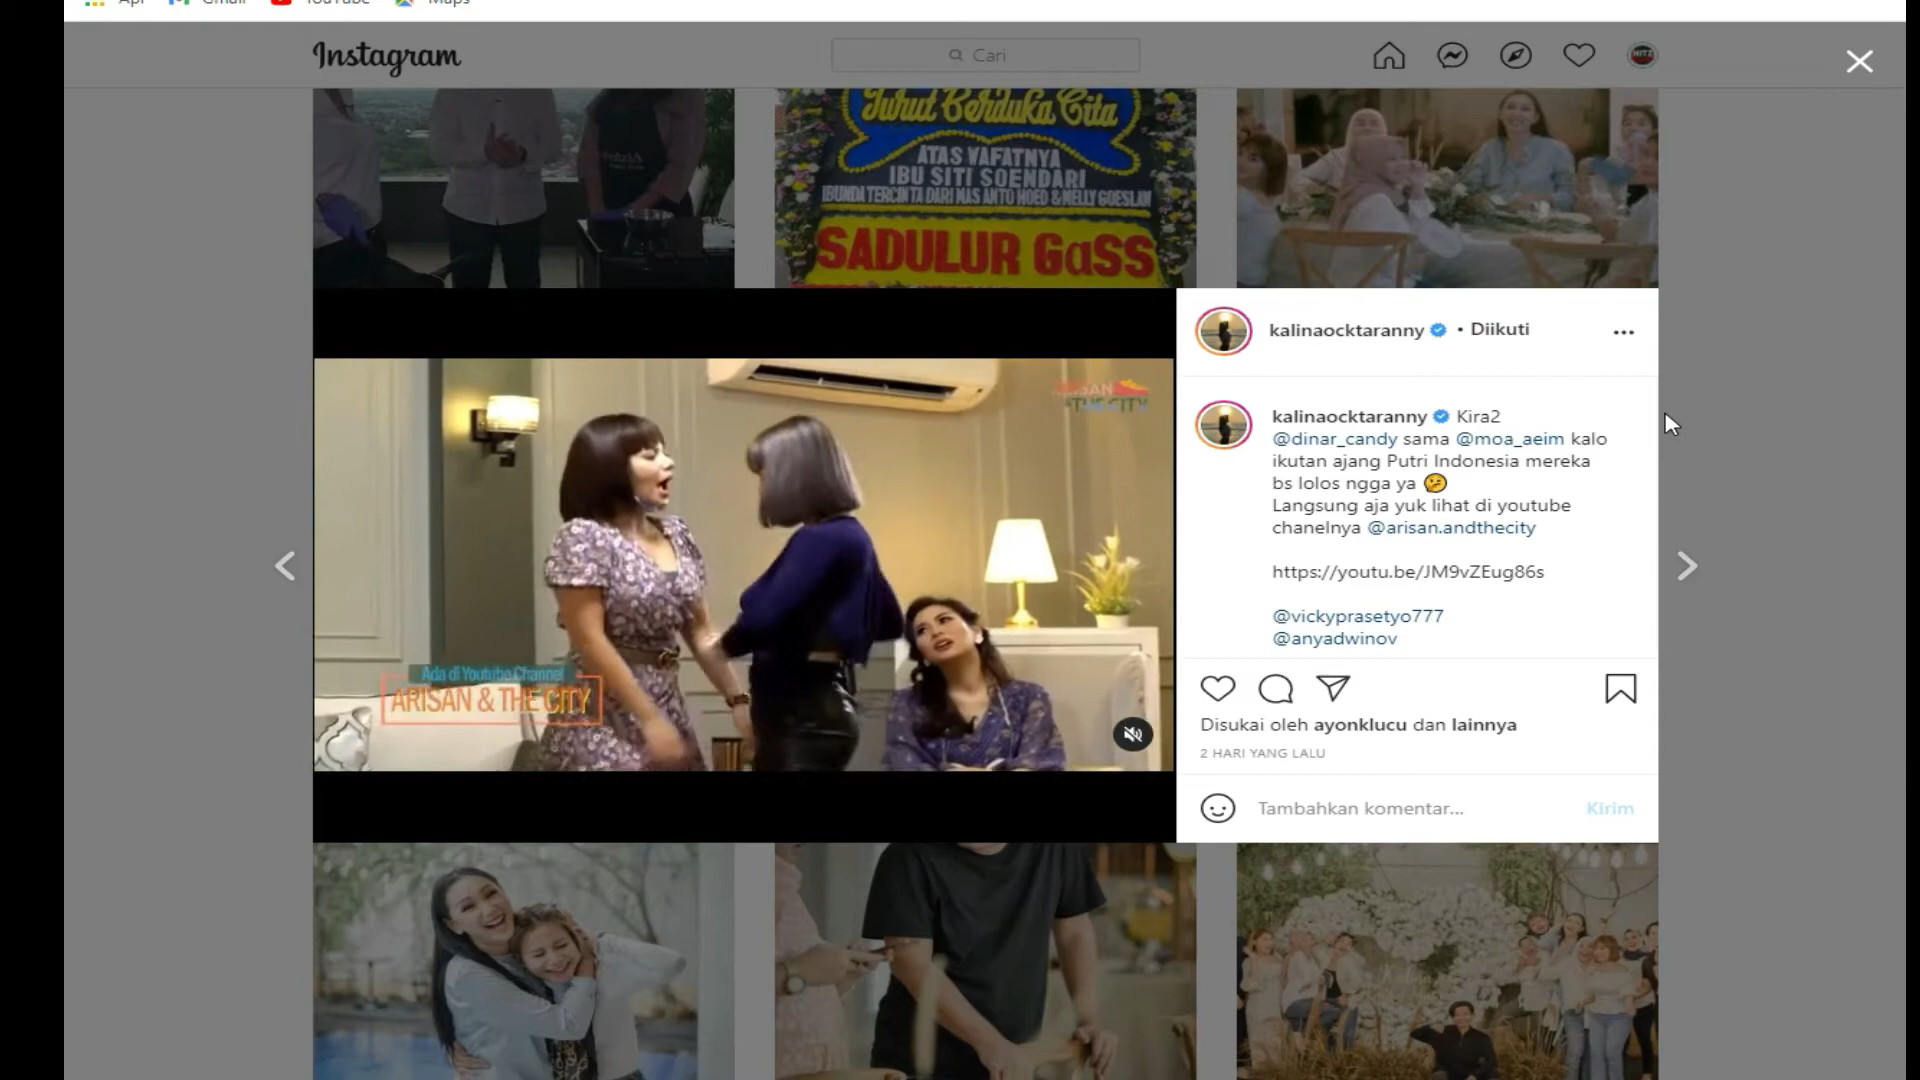 Api
Gmail
YouTube
Maps
Instagram
Cari
HITZ
Turut Berduka Cita
ATAS WAFATNYA
IBU SITI SOENDARI
IBUNDA TERCINTA DARI MAS ANTO HOED & MELLY GOESLAW
SADULUR GaSS
ARISAN
&THE CITY
Ada di Youtube Channel
ARISAN & THE CITY
kalinaocktaranny • Diikuti
kalinaocktaranny Kira2
@dinar_candy sama @moa_aeim kalo
ikutan ajang Putri Indonesia mereka
bs lolos ngga ya 🤔
Langsung aja yuk lihat di youtube
chanelnya @arisan.andthecity
https://youtu.be/JM9vZEug86s
@vickyprasetyo777
@anyadwinov
Disukai oleh ayonklucu dan lainnya
2 HARI YANG LALU
Tambahkan komentar...
Kirim